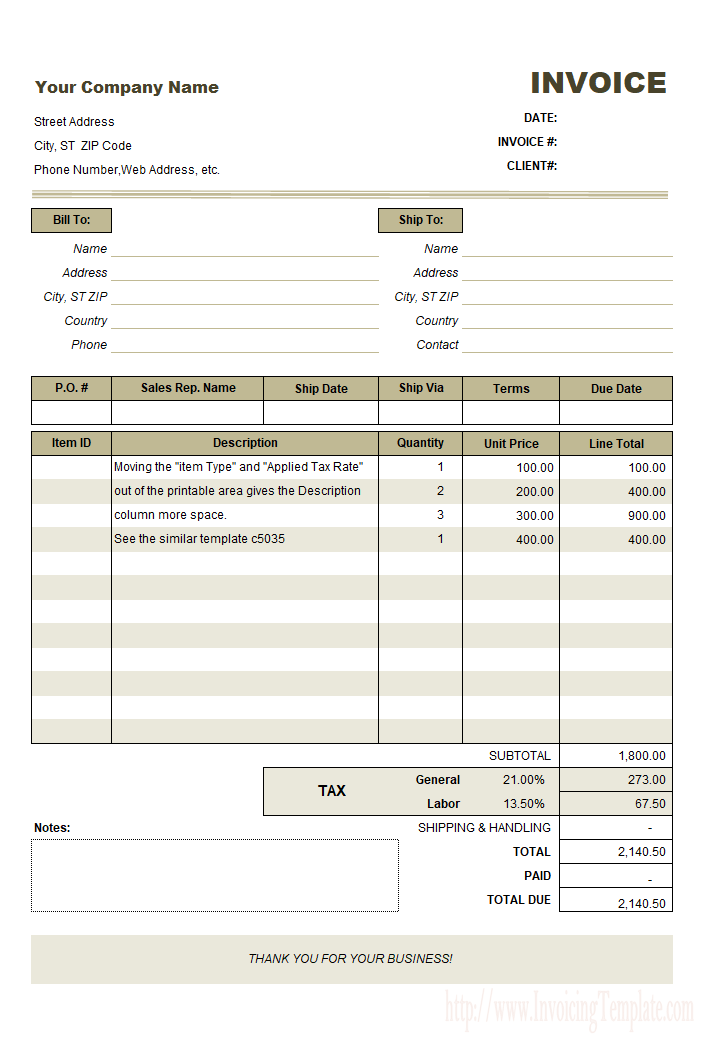 Your Company Name
INVOICE
Street Address
DATE:
City, ST  ZIP Code
INVOICE #:
Phone Number,Web Address, etc.
CLIENT#:
Bill To:
Ship To:
Name
Name
Address
Address
City, ST ZIP
City, ST ZIP
Country
Country
Phone
Contact
P.O. # Sales Rep. Name Ship Date Ship Via Terms Due Date
Item ID Description Quantity Unit Price Line Total
Moving the "item Type" and "Applied Tax Rate" 1 100.00 100.00
out of the printable area gives the Description 2 200.00 400.00
column more space. 3 300.00 900.00
See the similar template c5035 1 400.00 400.00
SUBTOTAL 1,800.00
TAX
General 21.00% 273.00
Labor 13.50% 67.50
Notes:
SHIPPING & HANDLING -
TOTAL 2,140.50
PAID -
TOTAL DUE 2,140.50
THANK YOU FOR YOUR BUSINESS!
http://www.InvoicingTemplate.com